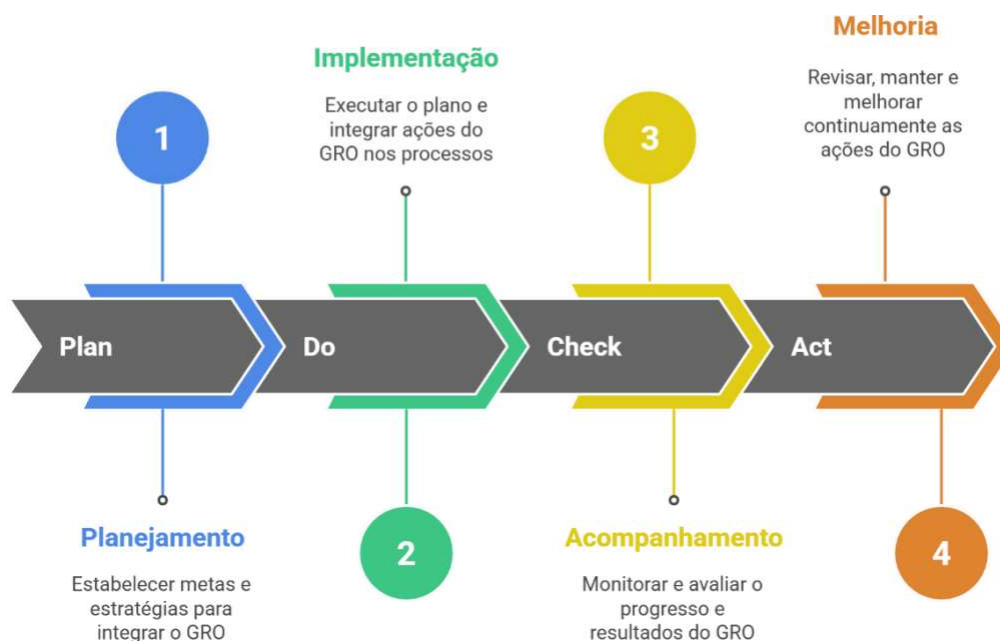 1
Implementação
Executar o plano e
integrar ações do
GRO nos processos
3
Melhoria
Revisar, manter e
melhorar
continuamente as
ações do GRO
Plan
Do
Check
Act
Planejamento
Estabelecer metas e
estratégias para
integrar o GRO
2
Acompanhamento
Monitorar e avaliar o
progresso e
resultados do GRO
4